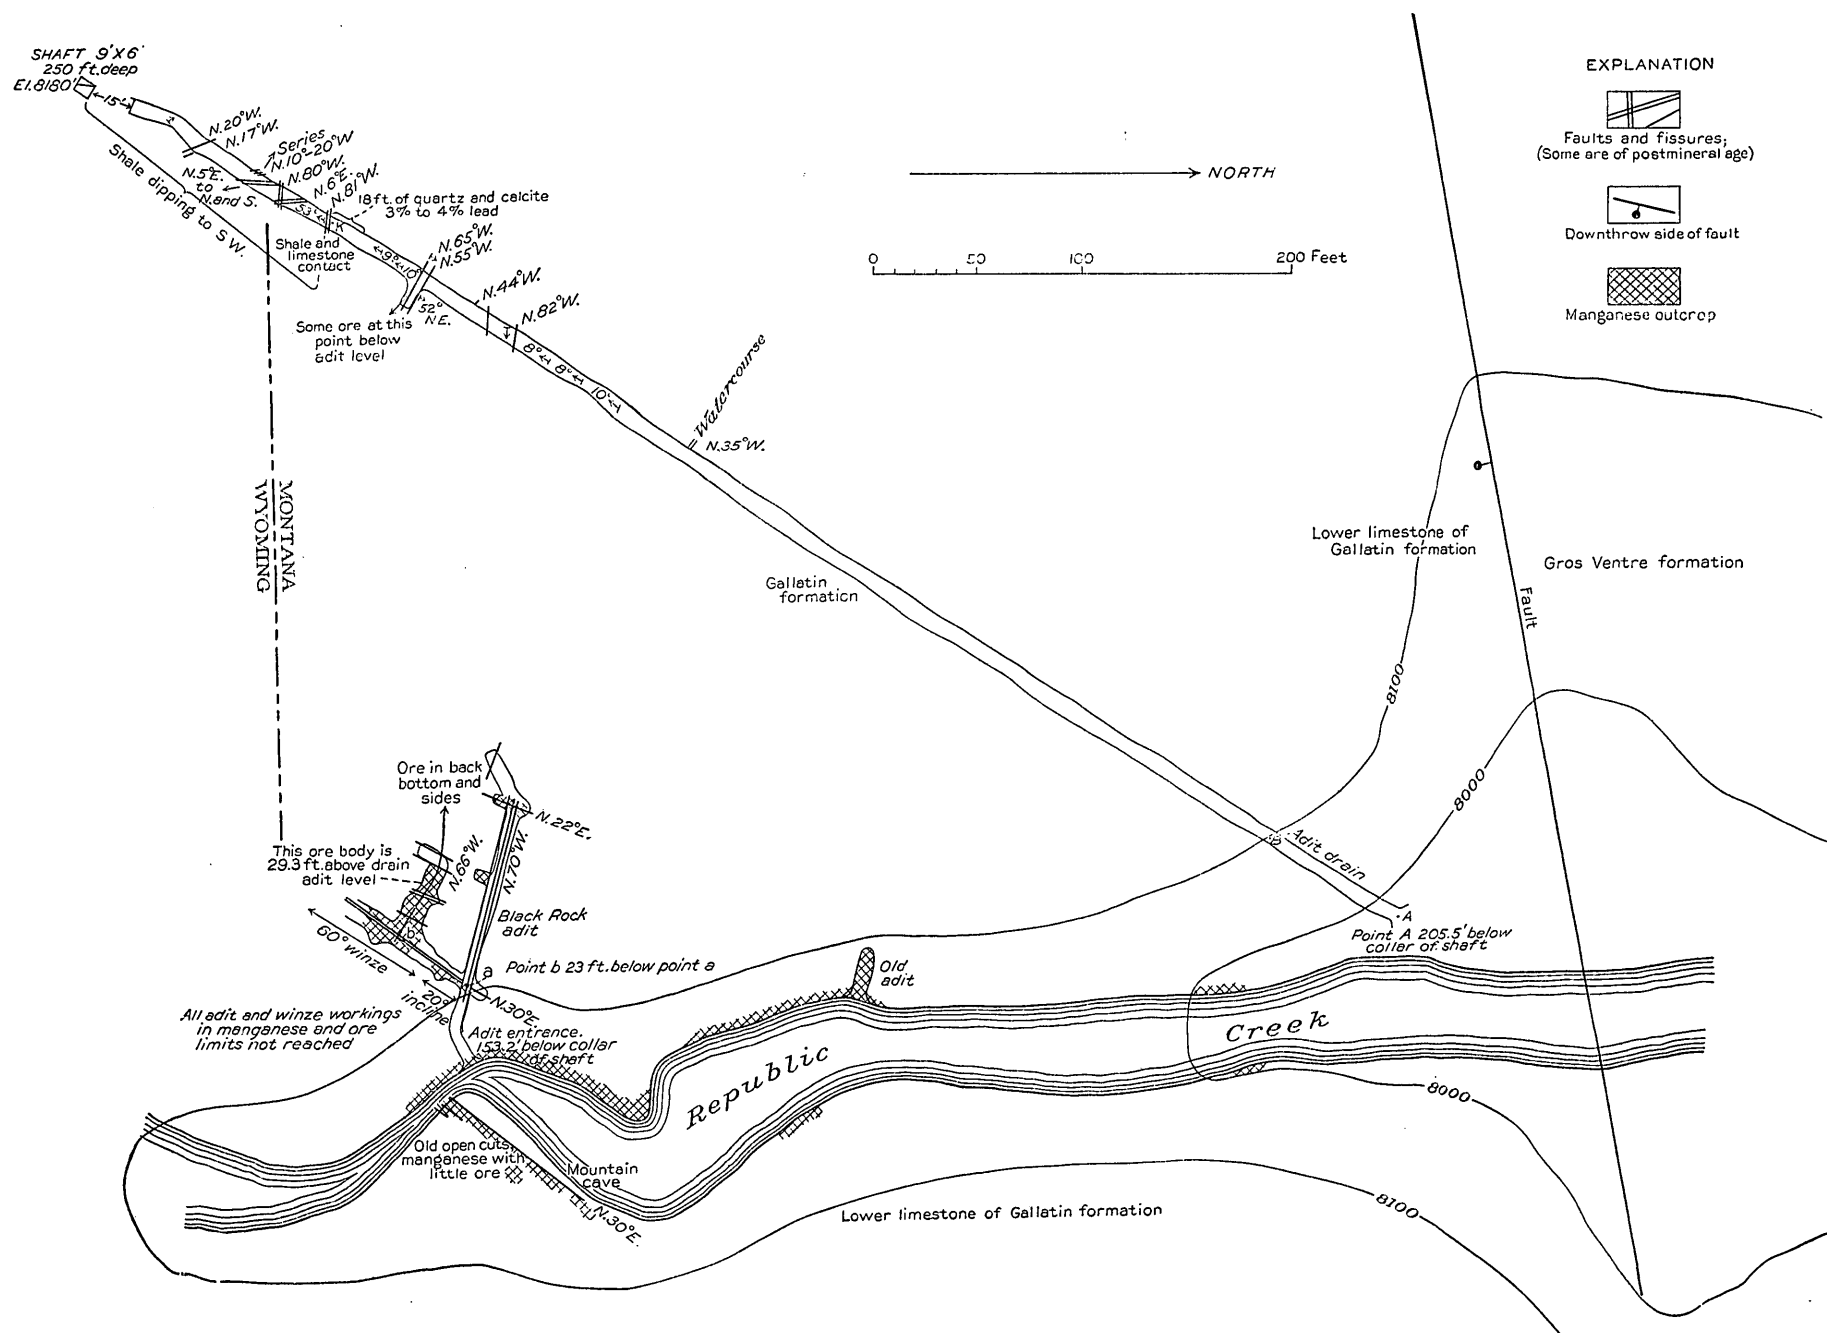 SHAFT 9'X6'
250 ft. deep
El. 8180'
15'
N.20°W.
N.17°W.
Series
N.10°-20°W
N.80°W.
N.6°E.
N.81°W.
N.5°E.
to
N.and S.
Shale dipping to S W.
53°
18ft. of quartz and calcite
3% to 4% lead
Shale and
limestone
contact
9°
10°
N.65°W.
N.55°W.
52°
NE.
Some ore at this
point below
adit level
N.44°W.
N.82°W.
8°
8°
10°
Watercourse
N.35°W.
NORTH
0 50 100 200 Feet
EXPLANATION
Faults and fissures;
(Some are of postmineral age)
Downthrow side of fault
Manganese outcrop
MONTANA
WYOMING
Gallatin
formation
Lower limestone of
Gallatin formation
Gros Ventre formation
Fault
8100
8000
Adit drain
A
Point A 205.5' below
collar of shaft
Ore in back
bottom and
sides
N.22°E.
This ore body is
29.3 ft. above drain
adit level
N.66°W.
N.70°W.
Black Rock
adit
b
60° winze
a
Point b 23 ft. below point a
20°
incline
N.30°E.
Old
adit
All adit and winze workings
in manganese and ore
limits not reached
Adit entrance.
153.2' below collar
of shaft
Republic Creek
8000
Old open cuts
manganese with
little ore
Mountain
cave
N.30°E.
Lower limestone of Gallatin formation
8100